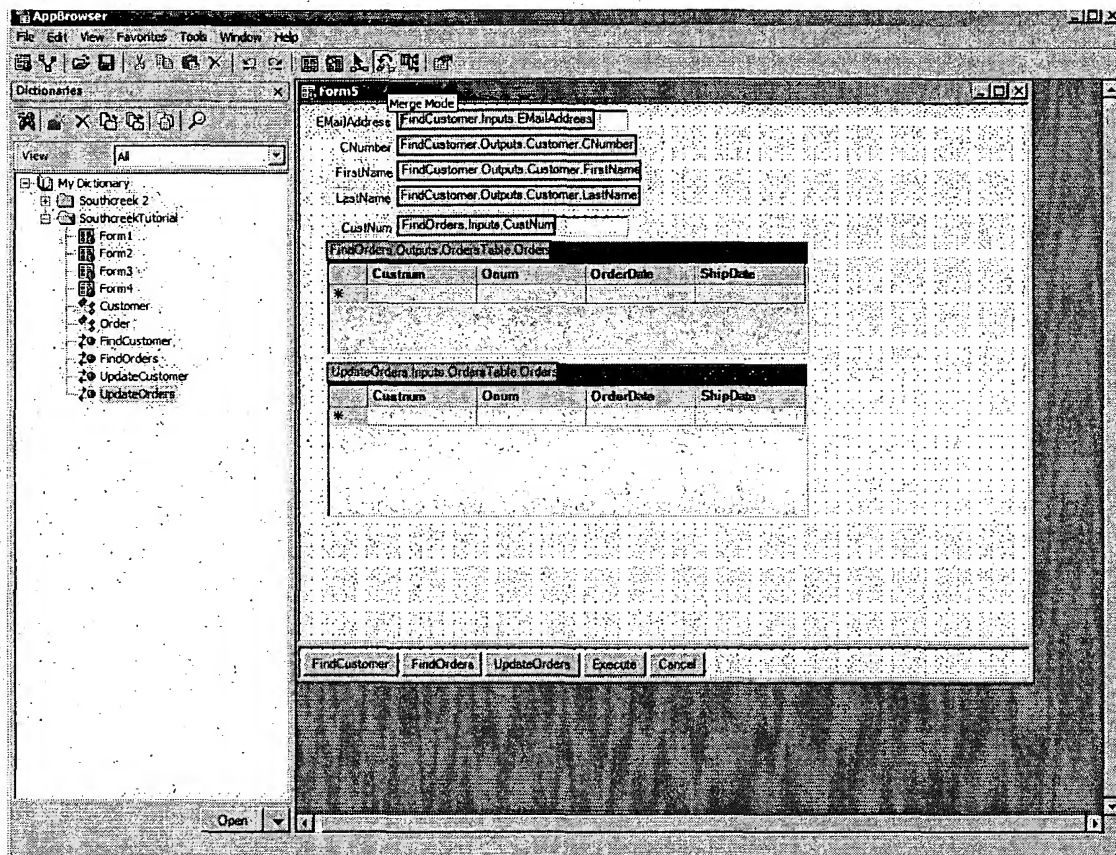 AppBrowser
File Edit View Favorites Tools Window Help
Dictionaries
View All
My Dictionary
Southcreek 2
SouthcreekTutorial
Form1
Form2
Form3
Form4
Customer
Order
FindCustomer
FindOrders
UpdateCustomer
UpdateOrders
Open
Form5
Merge Mode
EMailAddress FindCustomer.Inputs.EMailAddress
CNumber FindCustomer.Outputs.Customer.CNumber
FirstName FindCustomer.Outputs.Customer.FirstName
LastName FindCustomer.Outputs.Customer.LastName
CustNum FindOrders.Inputs.CustNum
FindOrders.Outputs.OrdersTable.Orders
Custnum Onum OrderDate ShipDate
*
UpdateOrders.Inputs.OrdersTable.Orders
Custnum Onum OrderDate ShipDate
*
FindCustomer FindOrders UpdateOrders Execute Cancel